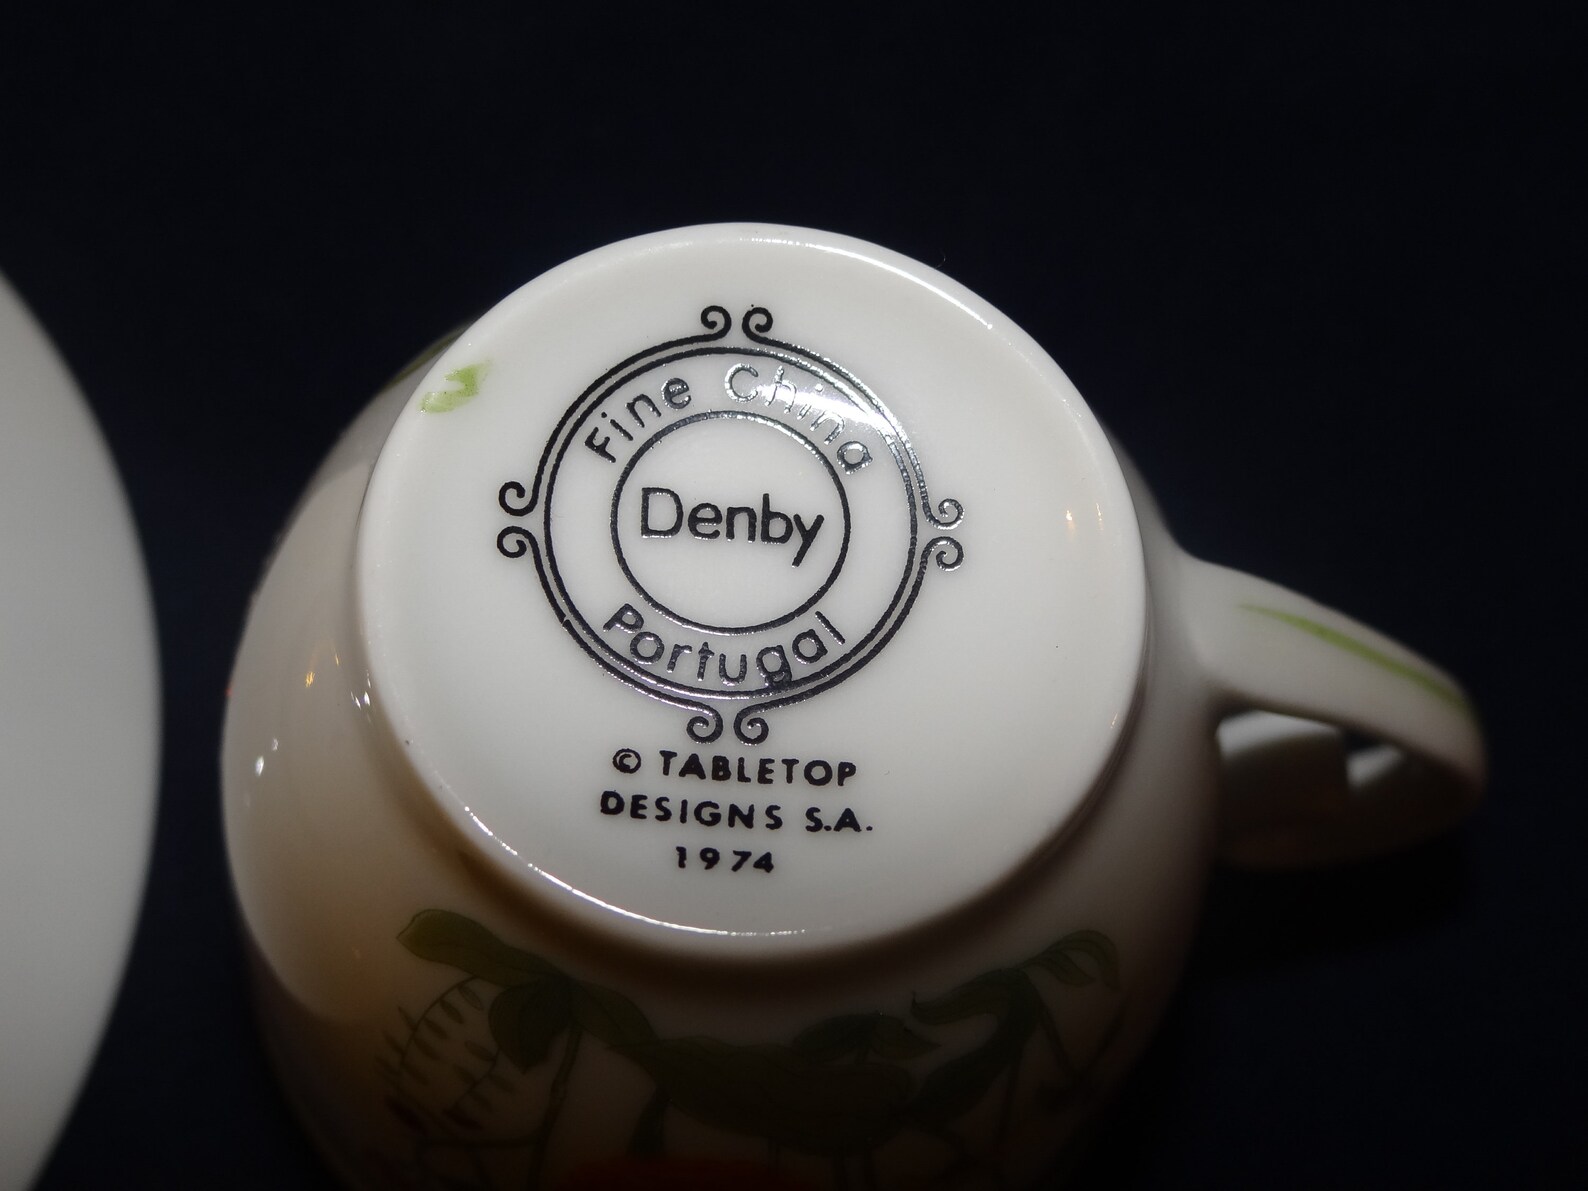 Fine China
Denby
Portugal
© TABLETOP
DESIGNS S.A.
1974